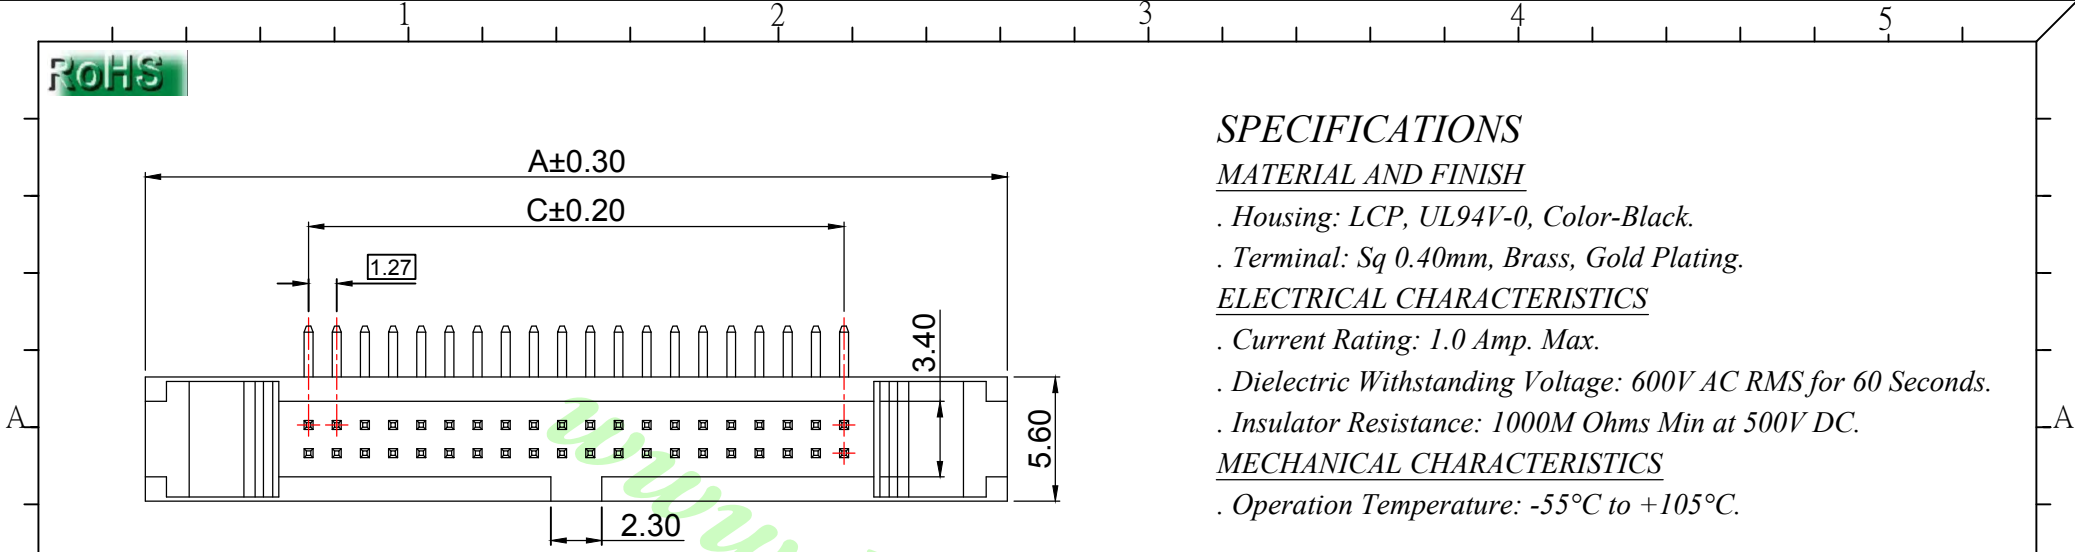 1 2 3 4 5
RoHS
A±0.30
C±0.20
1.27
3.40
5.60
2.30
A
www
SPECIFICATIONS
MATERIAL AND FINISH
. Housing: LCP, UL94V-0, Color-Black.
. Terminal: Sq 0.40mm, Brass, Gold Plating.
ELECTRICAL CHARACTERISTICS
. Current Rating: 1.0 Amp. Max.
. Dielectric Withstanding Voltage: 600V AC RMS for 60 Seconds.
. Insulator Resistance: 1000M Ohms Min at 500V DC.
MECHANICAL CHARACTERISTICS
. Operation Temperature: -55°C to +105°C.
A